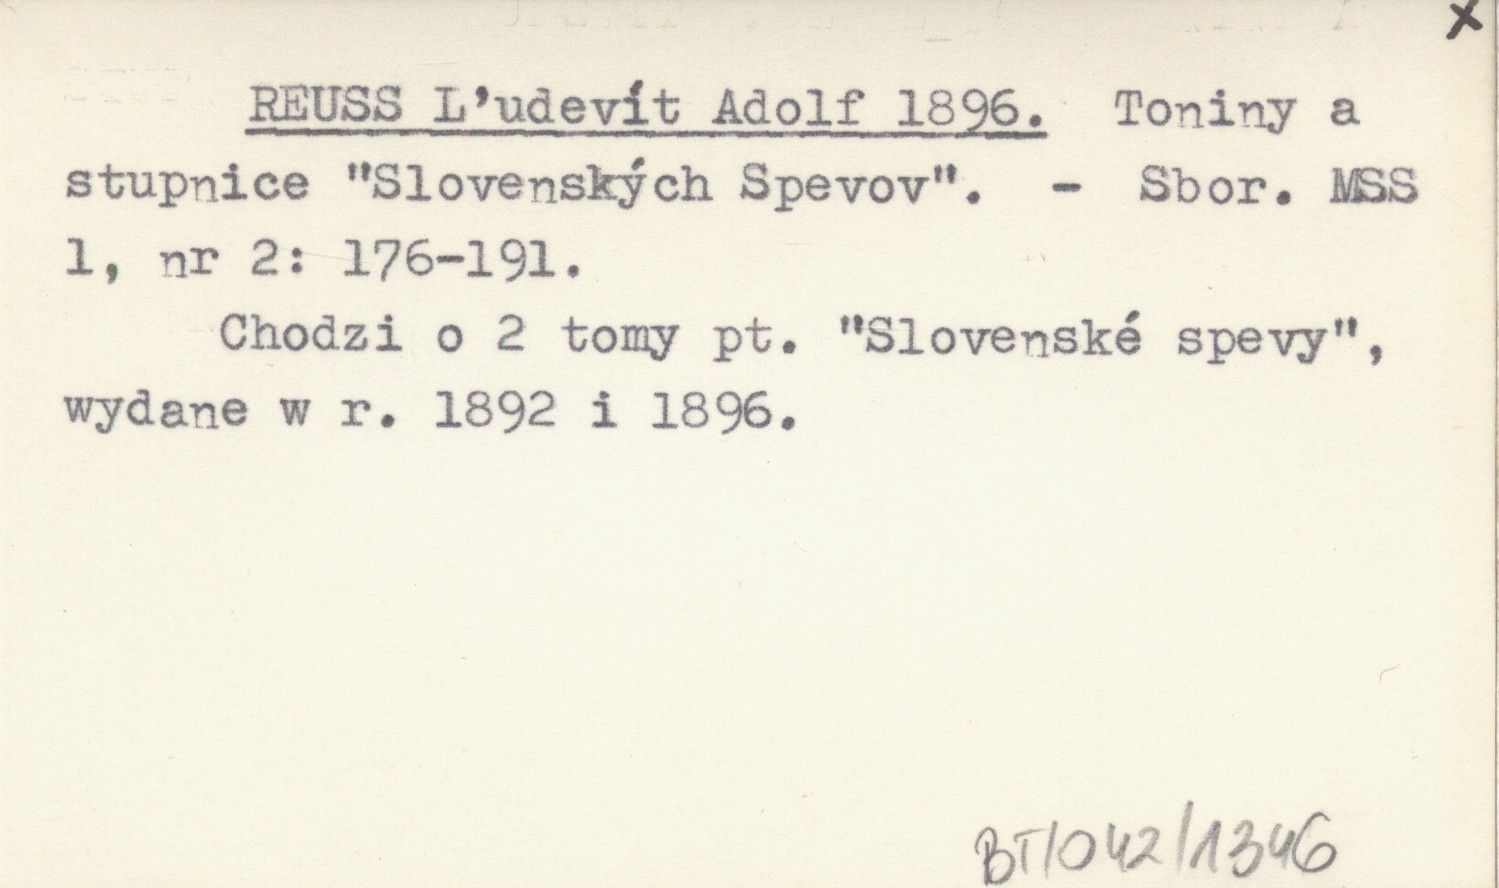 x
REUSS L'udevít Adolf 1896. Toniny a
stupnice "Slovenských Spevov". - Sbor. MSS
1, nr 2: 176-191.
Chodzi o 2 tomy pt. "Slovenské spevy",
wydane w r. 1892 i 1896.
BT/042/1346